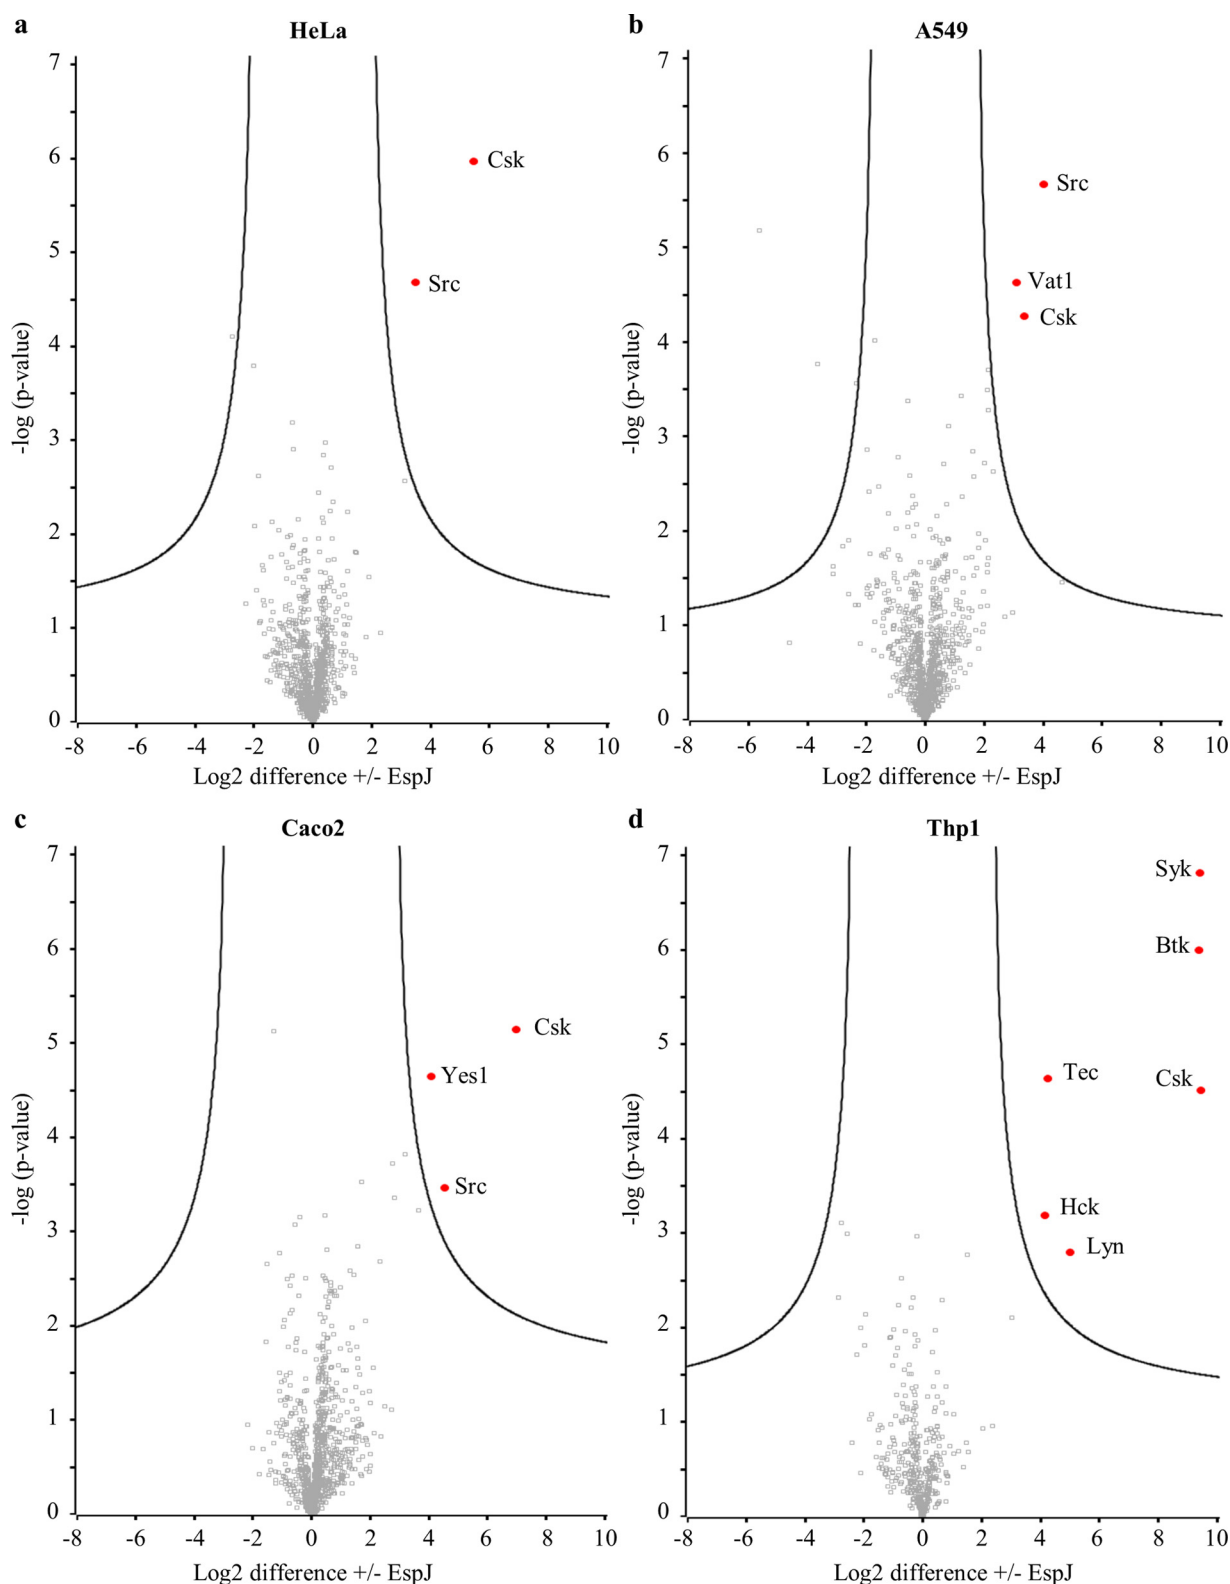 a
HeLa
7
6
5
4
3
2
1
0
-log (p-value)
Csk
Src
-8 -6 -4 -2 0 2 4 6 8 10
Log2 difference +/- EspJ
b
A549
7
6
5
4
3
2
1
0
-log (p-value)
Src
Vat1
Csk
-8 -6 -4 -2 0 2 4 6 8 10
Log2 difference +/- EspJ
c
Caco2
7
6
5
4
3
2
1
0
-log (p-value)
Csk
Yes1
Src
-8 -6 -4 -2 0 2 4 6 8 10
Log2 difference +/- EspJ
d
Thp1
7
6
5
4
3
2
1
0
-log (p-value)
Syk
Btk
Tec
Csk
Hck
Lyn
-8 -6 -4 -2 0 2 4 6 8 10
Log2 difference +/- EspJ